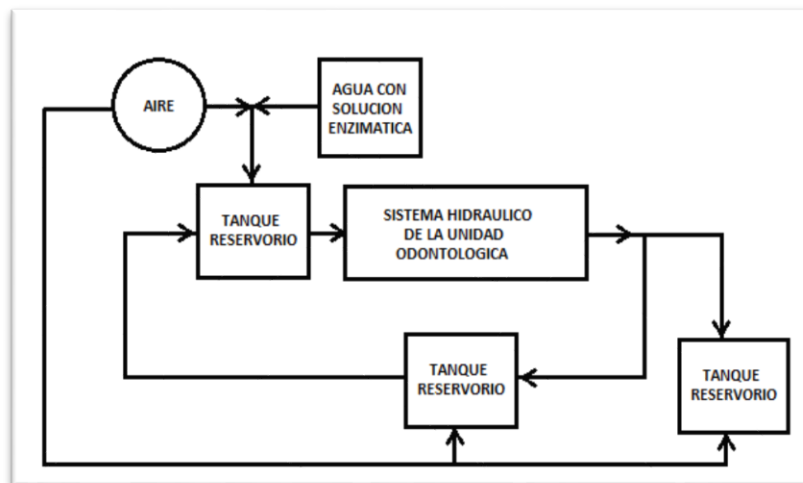 AIRE
AGUA CON
SOLUCION
ENZIMATICA
TANQUE
RESERVORIO
SISTEMA HIDRAULICO
DE LA UNIDAD
ODONTOLOGICA
TANQUE
RESERVORIO
TANQUE
RESERVORIO